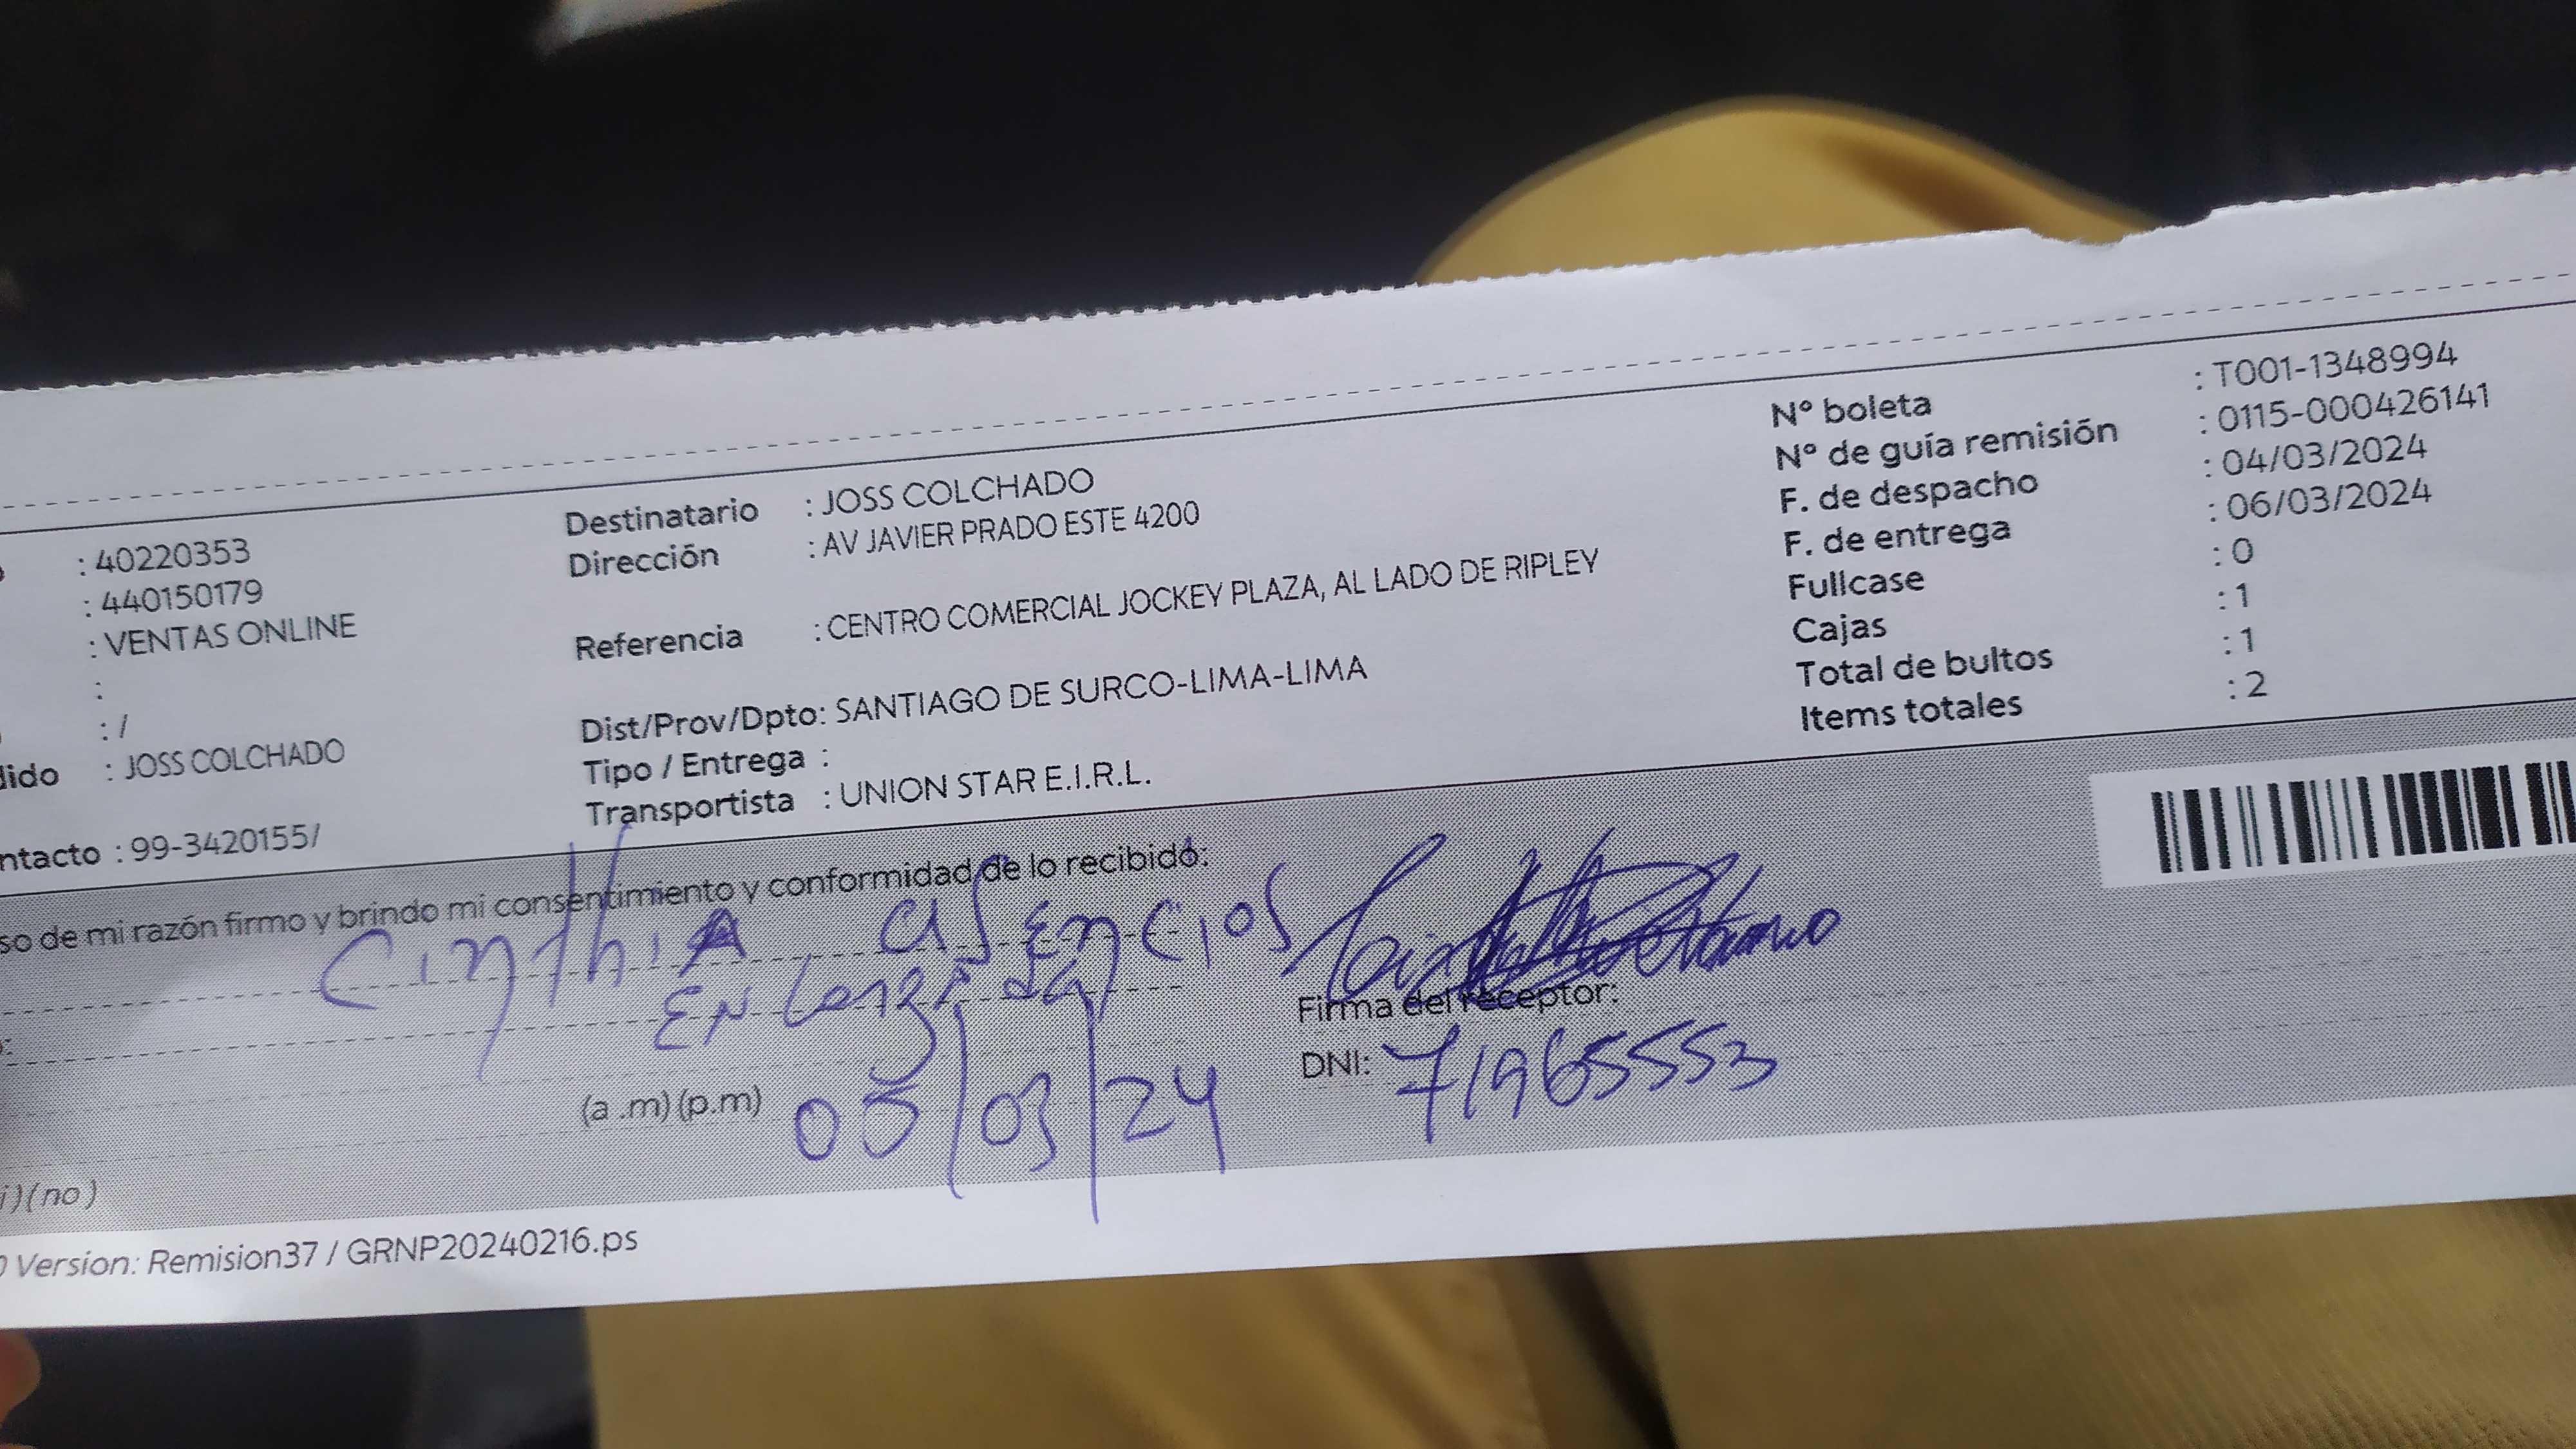 : 40220353
: 440150179
: VENTAS ONLINE
:
: /
dido : JOSS COLCHADO
ntacto : 99-3420155/
Destinatario : JOSS COLCHADO
Dirección : AV JAVIER PRADO ESTE 4200
Referencia : CENTRO COMERCIAL JOCKEY PLAZA, AL LADO DE RIPLEY
Dist/Prov/Dpto: SANTIAGO DE SURCO-LIMA-LIMA
Tipo / Entrega :
Transportista : UNION STAR E.I.R.L.
N° boleta : T001-1348994
N° de guía remisión : 0115-000426141
F. de despacho : 04/03/2024
F. de entrega : 06/03/2024
Fullcase : 0
Cajas : 1
Total de bultos : 1
Items totales : 2
so de mi razón firmo y brindo mi consentimiento y conformidad de lo recibido:
Cinthia Asencios
Firma del receptor:
DNI: 71965553
(a .m) (p.m) 05/03/24
i)(no)
Version: Remision37 / GRNP20240216.ps